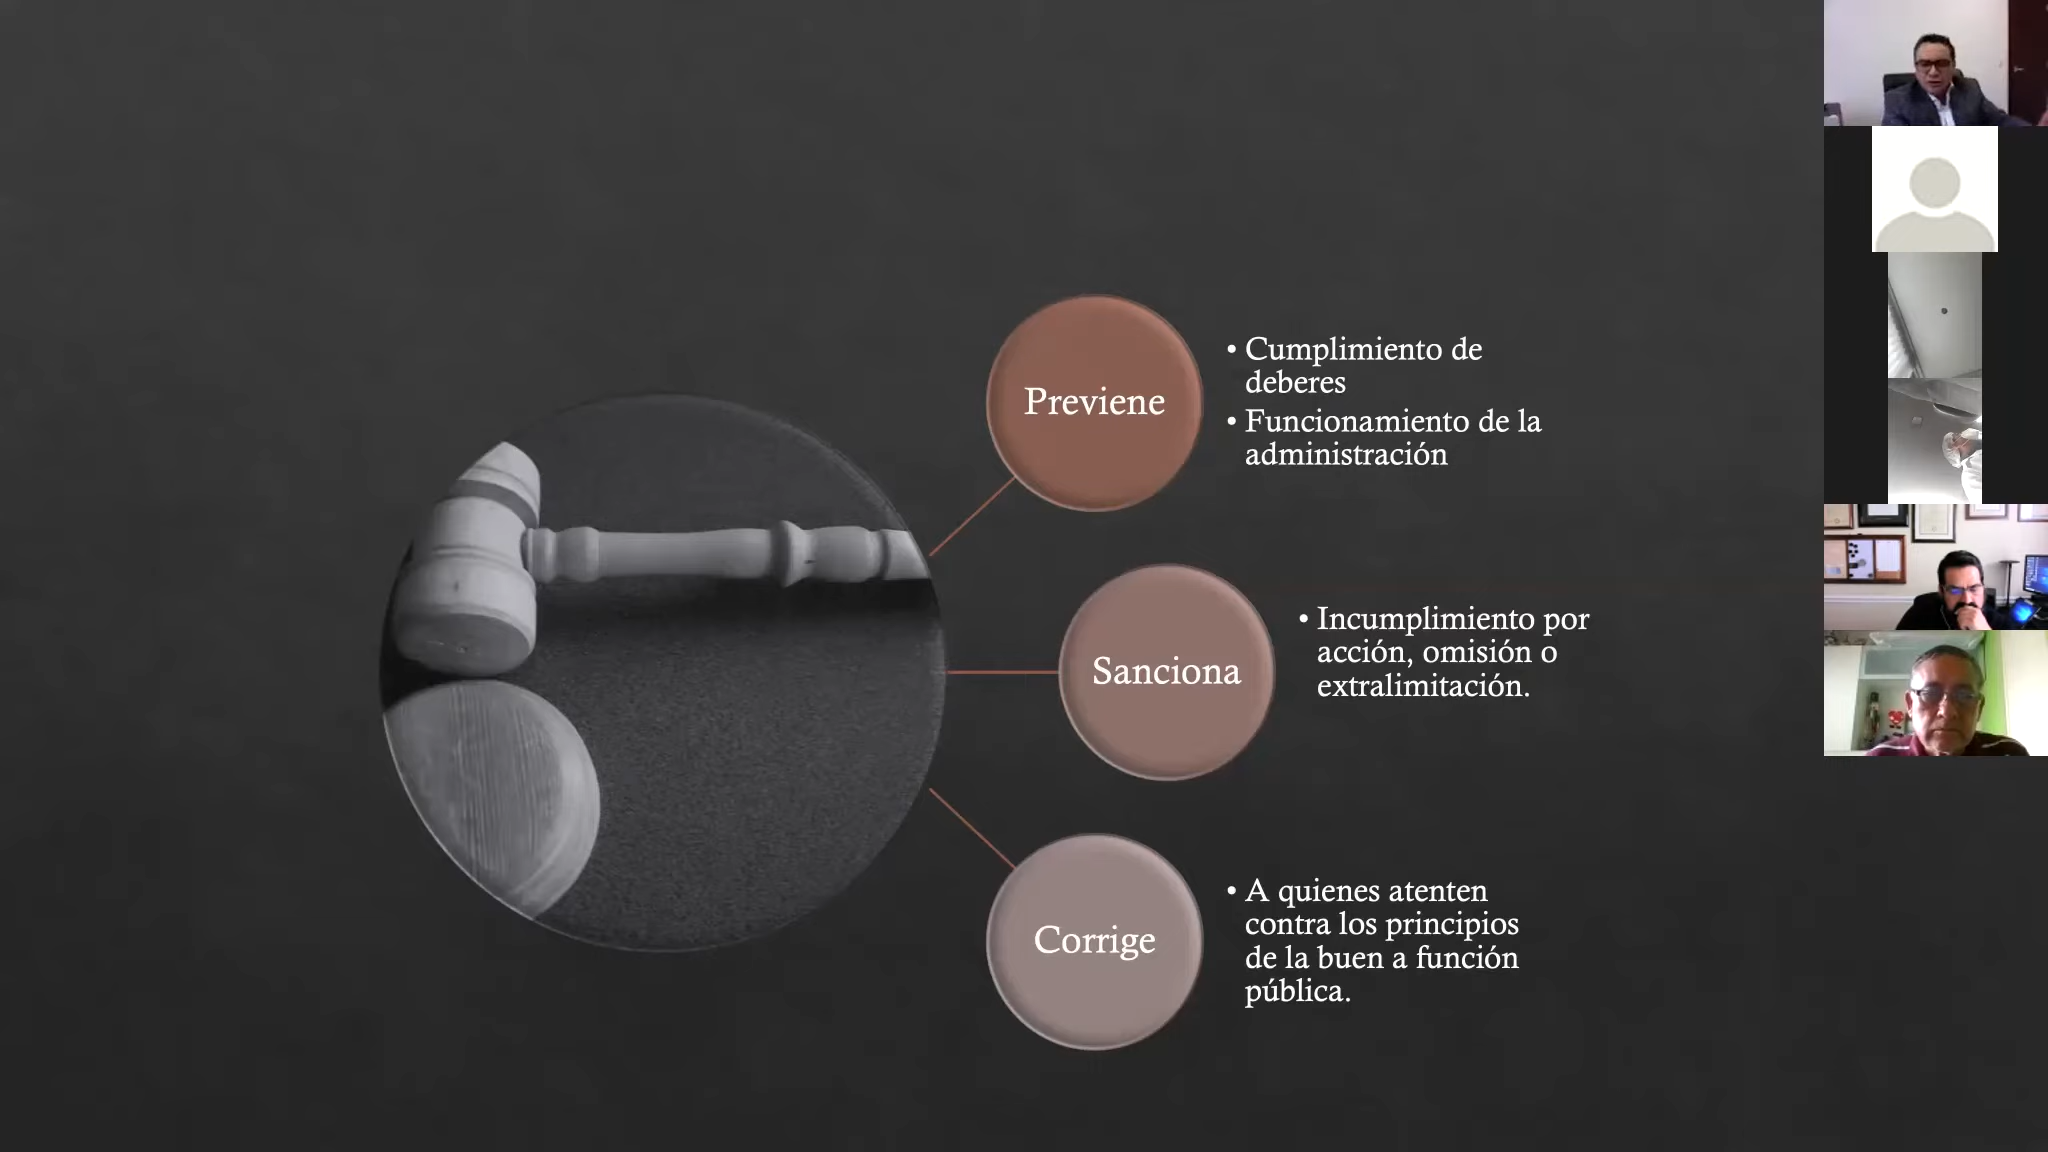 Previene
• Cumplimiento de
deberes
• Funcionamiento de la
administración
Sanciona
• Incumplimiento por
acción, omisión o
extralimitación.
Corrige
• A quienes atenten
contra los principios
de la buen a función
pública.